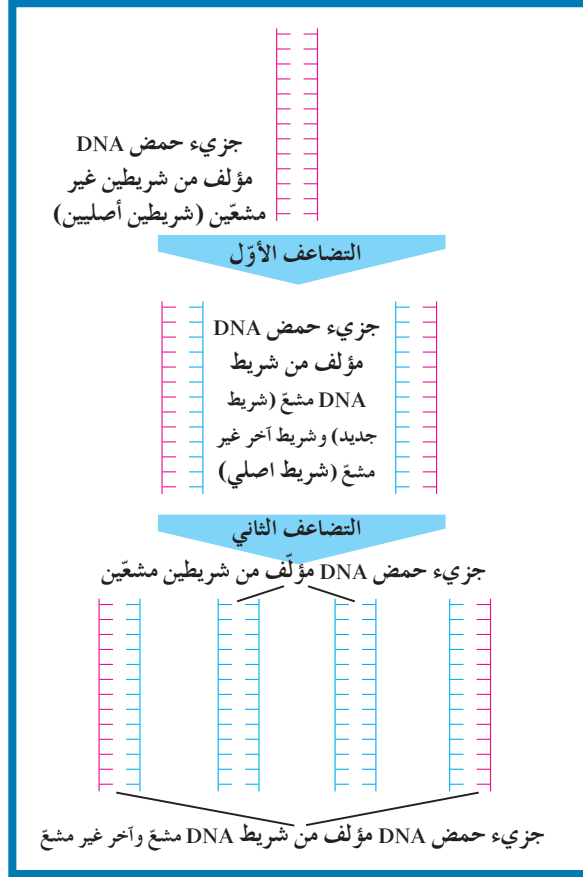 جزيء حمض DNA
مؤلف من شريطين غير
مشعّين (شريطين أصليين)
التضاعف الأوّل
جزيء حمض DNA
مؤلف من شريط
DNA مشعّ (شريط
جديد) وشريط آخر غير
مشعّ (شريط اصلي)
التضاعف الثاني
جزيء حمض DNA مؤلّف من شريطين مشعّين
جزيء حمض DNA مؤلف من شريط DNA مشعّ وآخر غير مشعّ